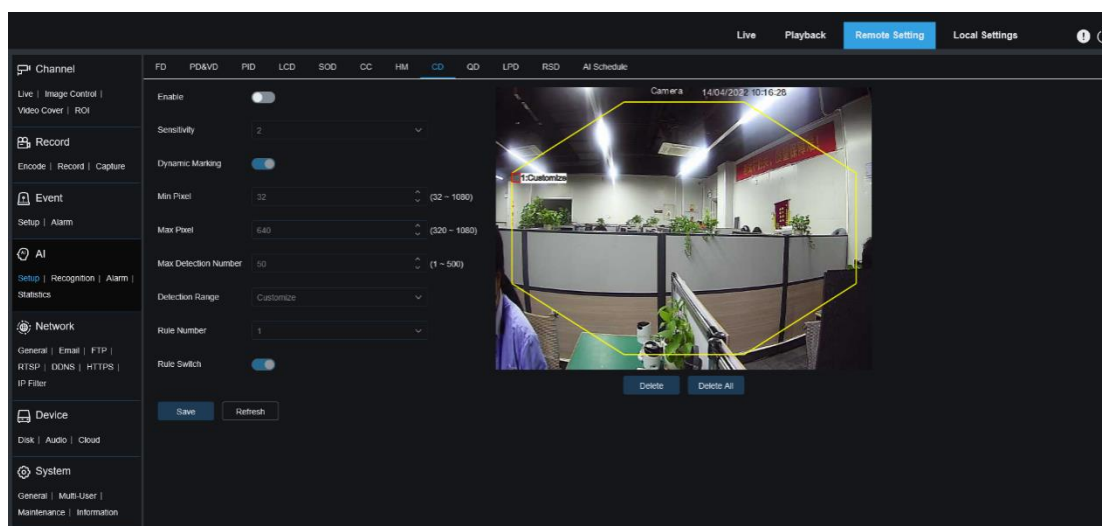 Live Playback Remote Setting Local Settings
Channel
Live | Image Control |
Video Cover | ROI
Record
Encode | Record | Capture
Event
Setup | Alarm
AI
Setup | Recognition | Alarm |
Statistics
Network
General | Email | FTP |
RTSP | DDNS | HTTPS |
IP Filter
Device
Disk | Audio | Cloud
System
General | Multi-User |
Maintenance | Information
FD PD&VD PID LCD SOD CC HM CD QD LPD RSD AI Schedule
Enable
Sensitivity 2
Dynamic Marking
Min Pixel 32 (32 ~ 1080)
Max Pixel 640 (320 ~ 1080)
Max Detection Number 50 (1 ~ 500)
Detection Range Customize
Rule Number 1
Rule Switch
Save Refresh
Camera 14/04/2022 10:16:28
1:Customize
Delete Delete All